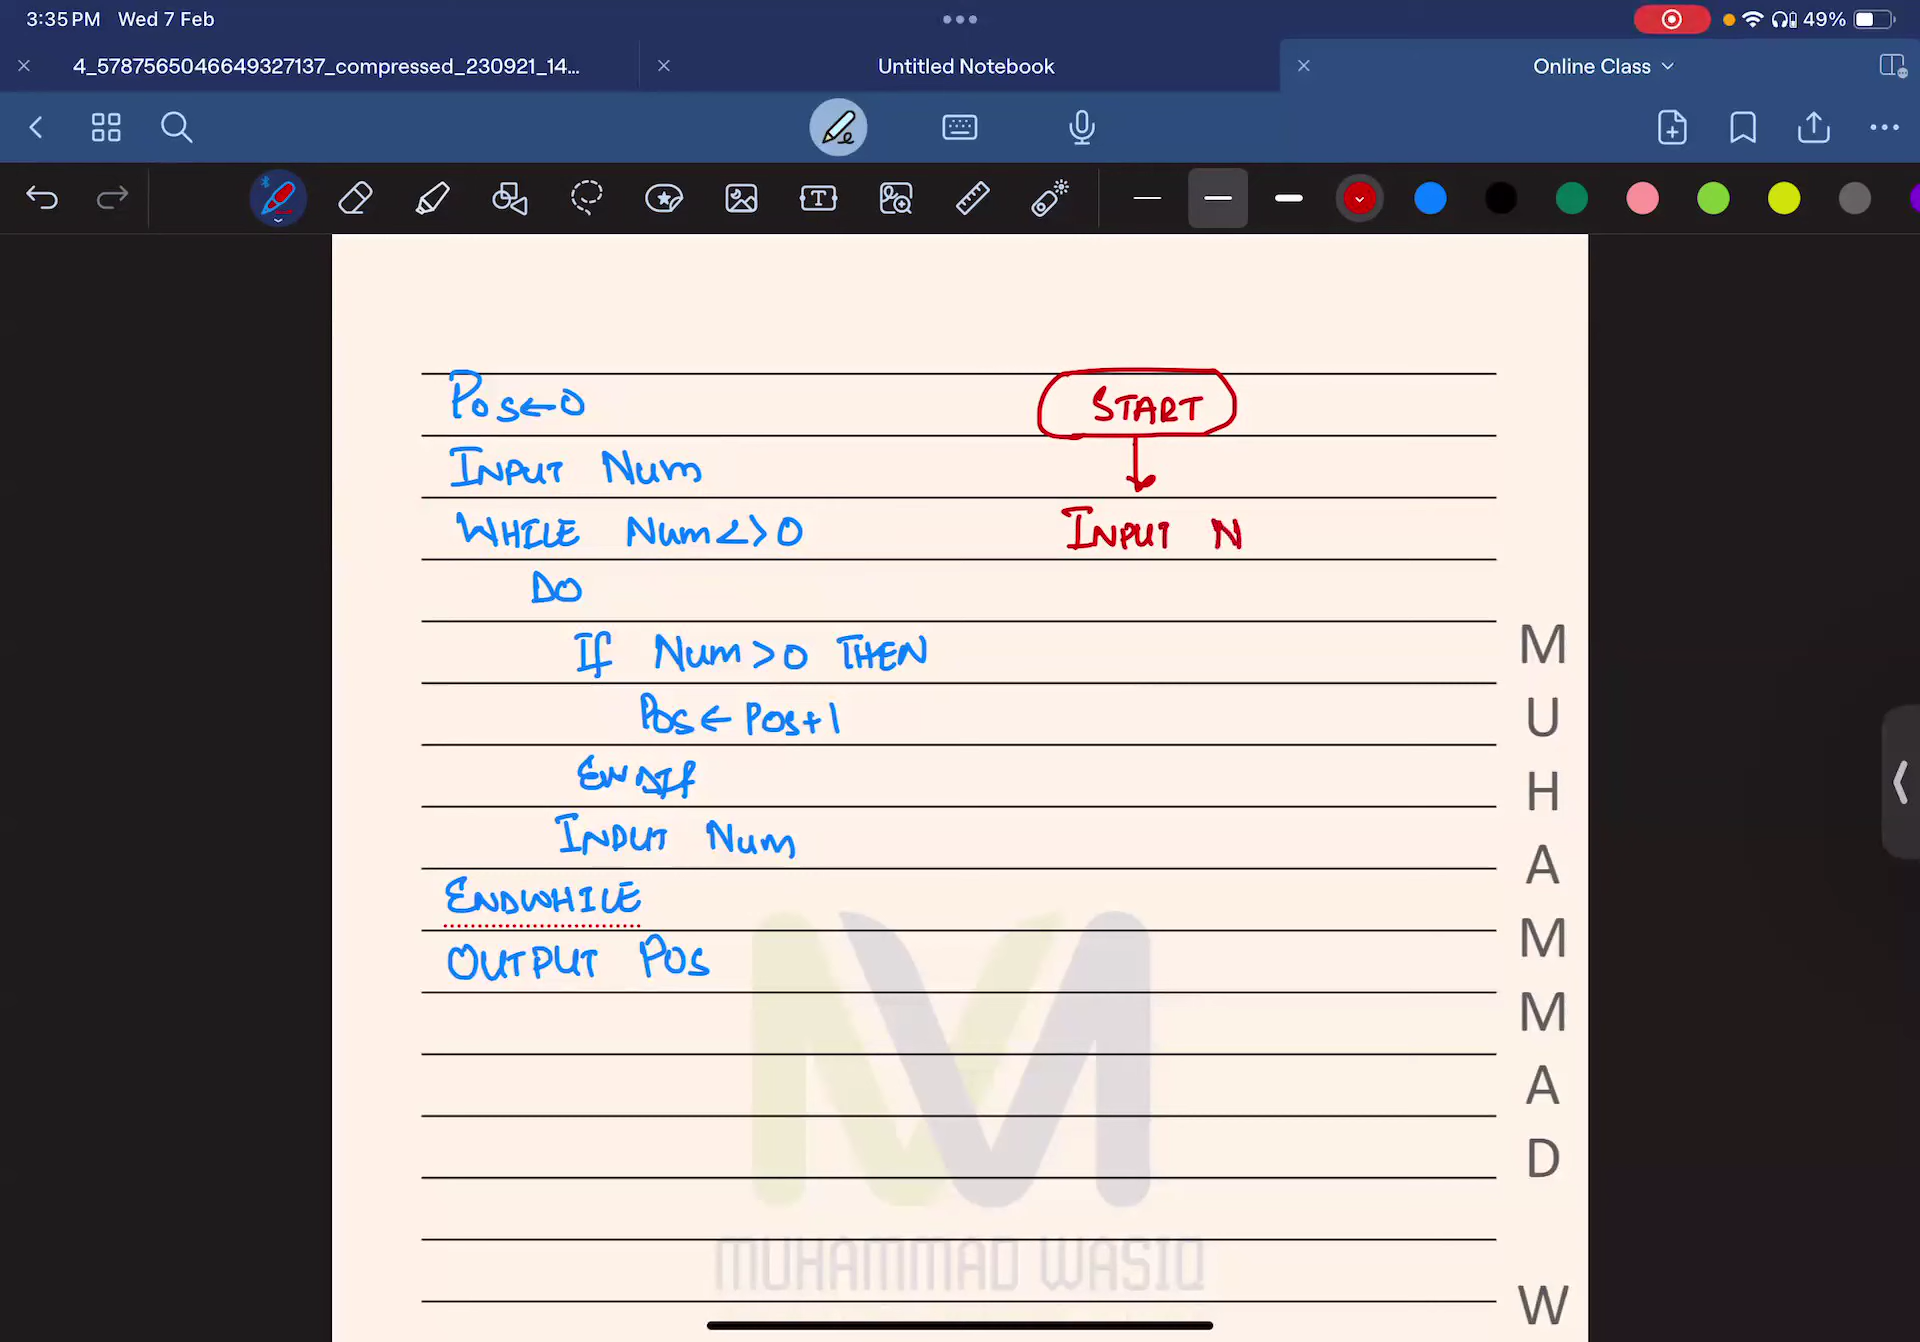 3:35 PM Wed 7 Feb
49%
4_5787565046649327137_compressed_230921_14...
Untitled Notebook
Online Class
Pos←0
INPUT Num
WHILE Num<>0
DO
If Num>0 THEN
Pos← Pos+1
ENDIf
INPUT Num
ENDWHILE
OUTPUT POS
START
INPUT N
MUHAMMAD W
MUHAMMAD WASIQ